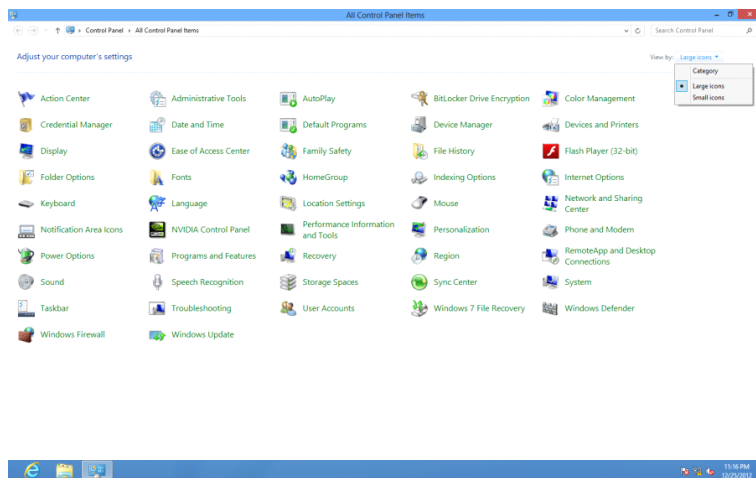 All Control Panel Items
Control Panel All Control Panel Items
Search Control Panel
Adjust your computer's settings
View by: Large icons
Category
Large icons
Small icons
Action Center Administrative Tools AutoPlay BitLocker Drive Encryption Color Management
Credential Manager Date and Time Default Programs Device Manager Devices and Printers
Display Ease of Access Center Family Safety File History Flash Player (32-bit)
Folder Options Fonts HomeGroup Indexing Options Internet Options
Keyboard Language Location Settings Mouse Network and Sharing Center
Notification Area Icons NVIDIA Control Panel Performance Information and Tools Personalization Phone and Modem
Power Options Programs and Features Recovery Region RemoteApp and Desktop Connections
Sound Speech Recognition Storage Spaces Sync Center System
Taskbar Troubleshooting User Accounts Windows 7 File Recovery Windows Defender
Windows Firewall Windows Update
11:16 PM
12/25/2012